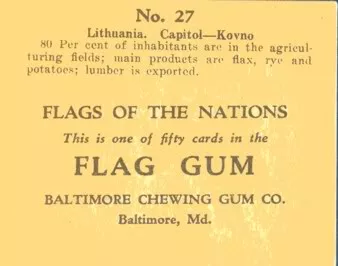 No. 27
Lithuania. Capitol—Kovno
80 Per cent of inhabitants are in the agricul-
turing fields; main products are flax, rye and
potatoes; lumber is exported.
FLAGS OF THE NATIONS
This is one of fifty cards in the
FLAG GUM
BALTIMORE CHEWING GUM CO.
Baltimore, Md.